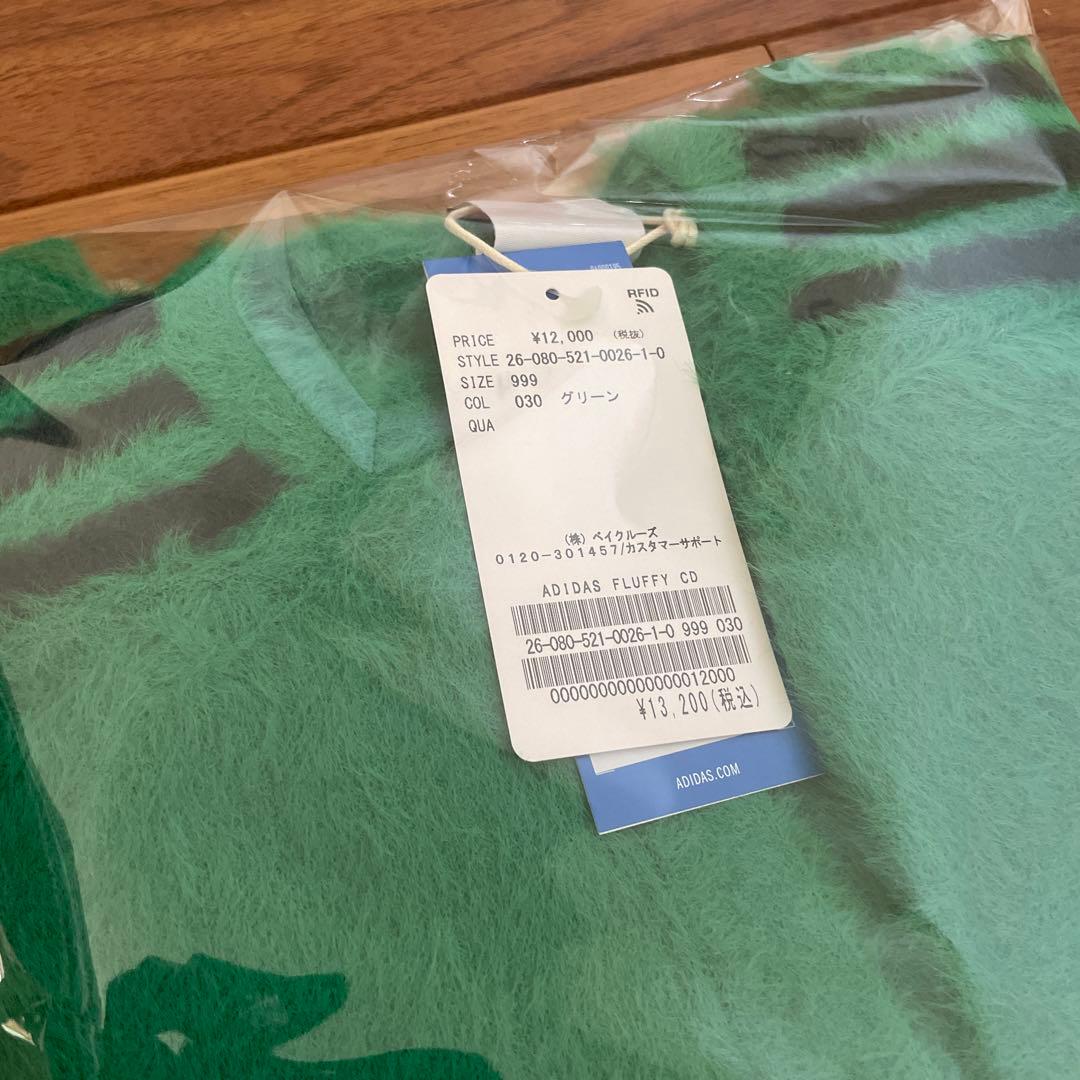 RFID
PRICE ¥12,000 (税抜)
STYLE 26-080-521-0026-1-0
SIZE 999
COL 030 グリーン
QUA
(株) ベイクルーズ
0120-301457/カスタマーサポート
ADIDAS FLUFFY CD
26-080-521-0026-1-0 999 030
00000000000000012000
¥13,200(税込)
ADIDAS.COM